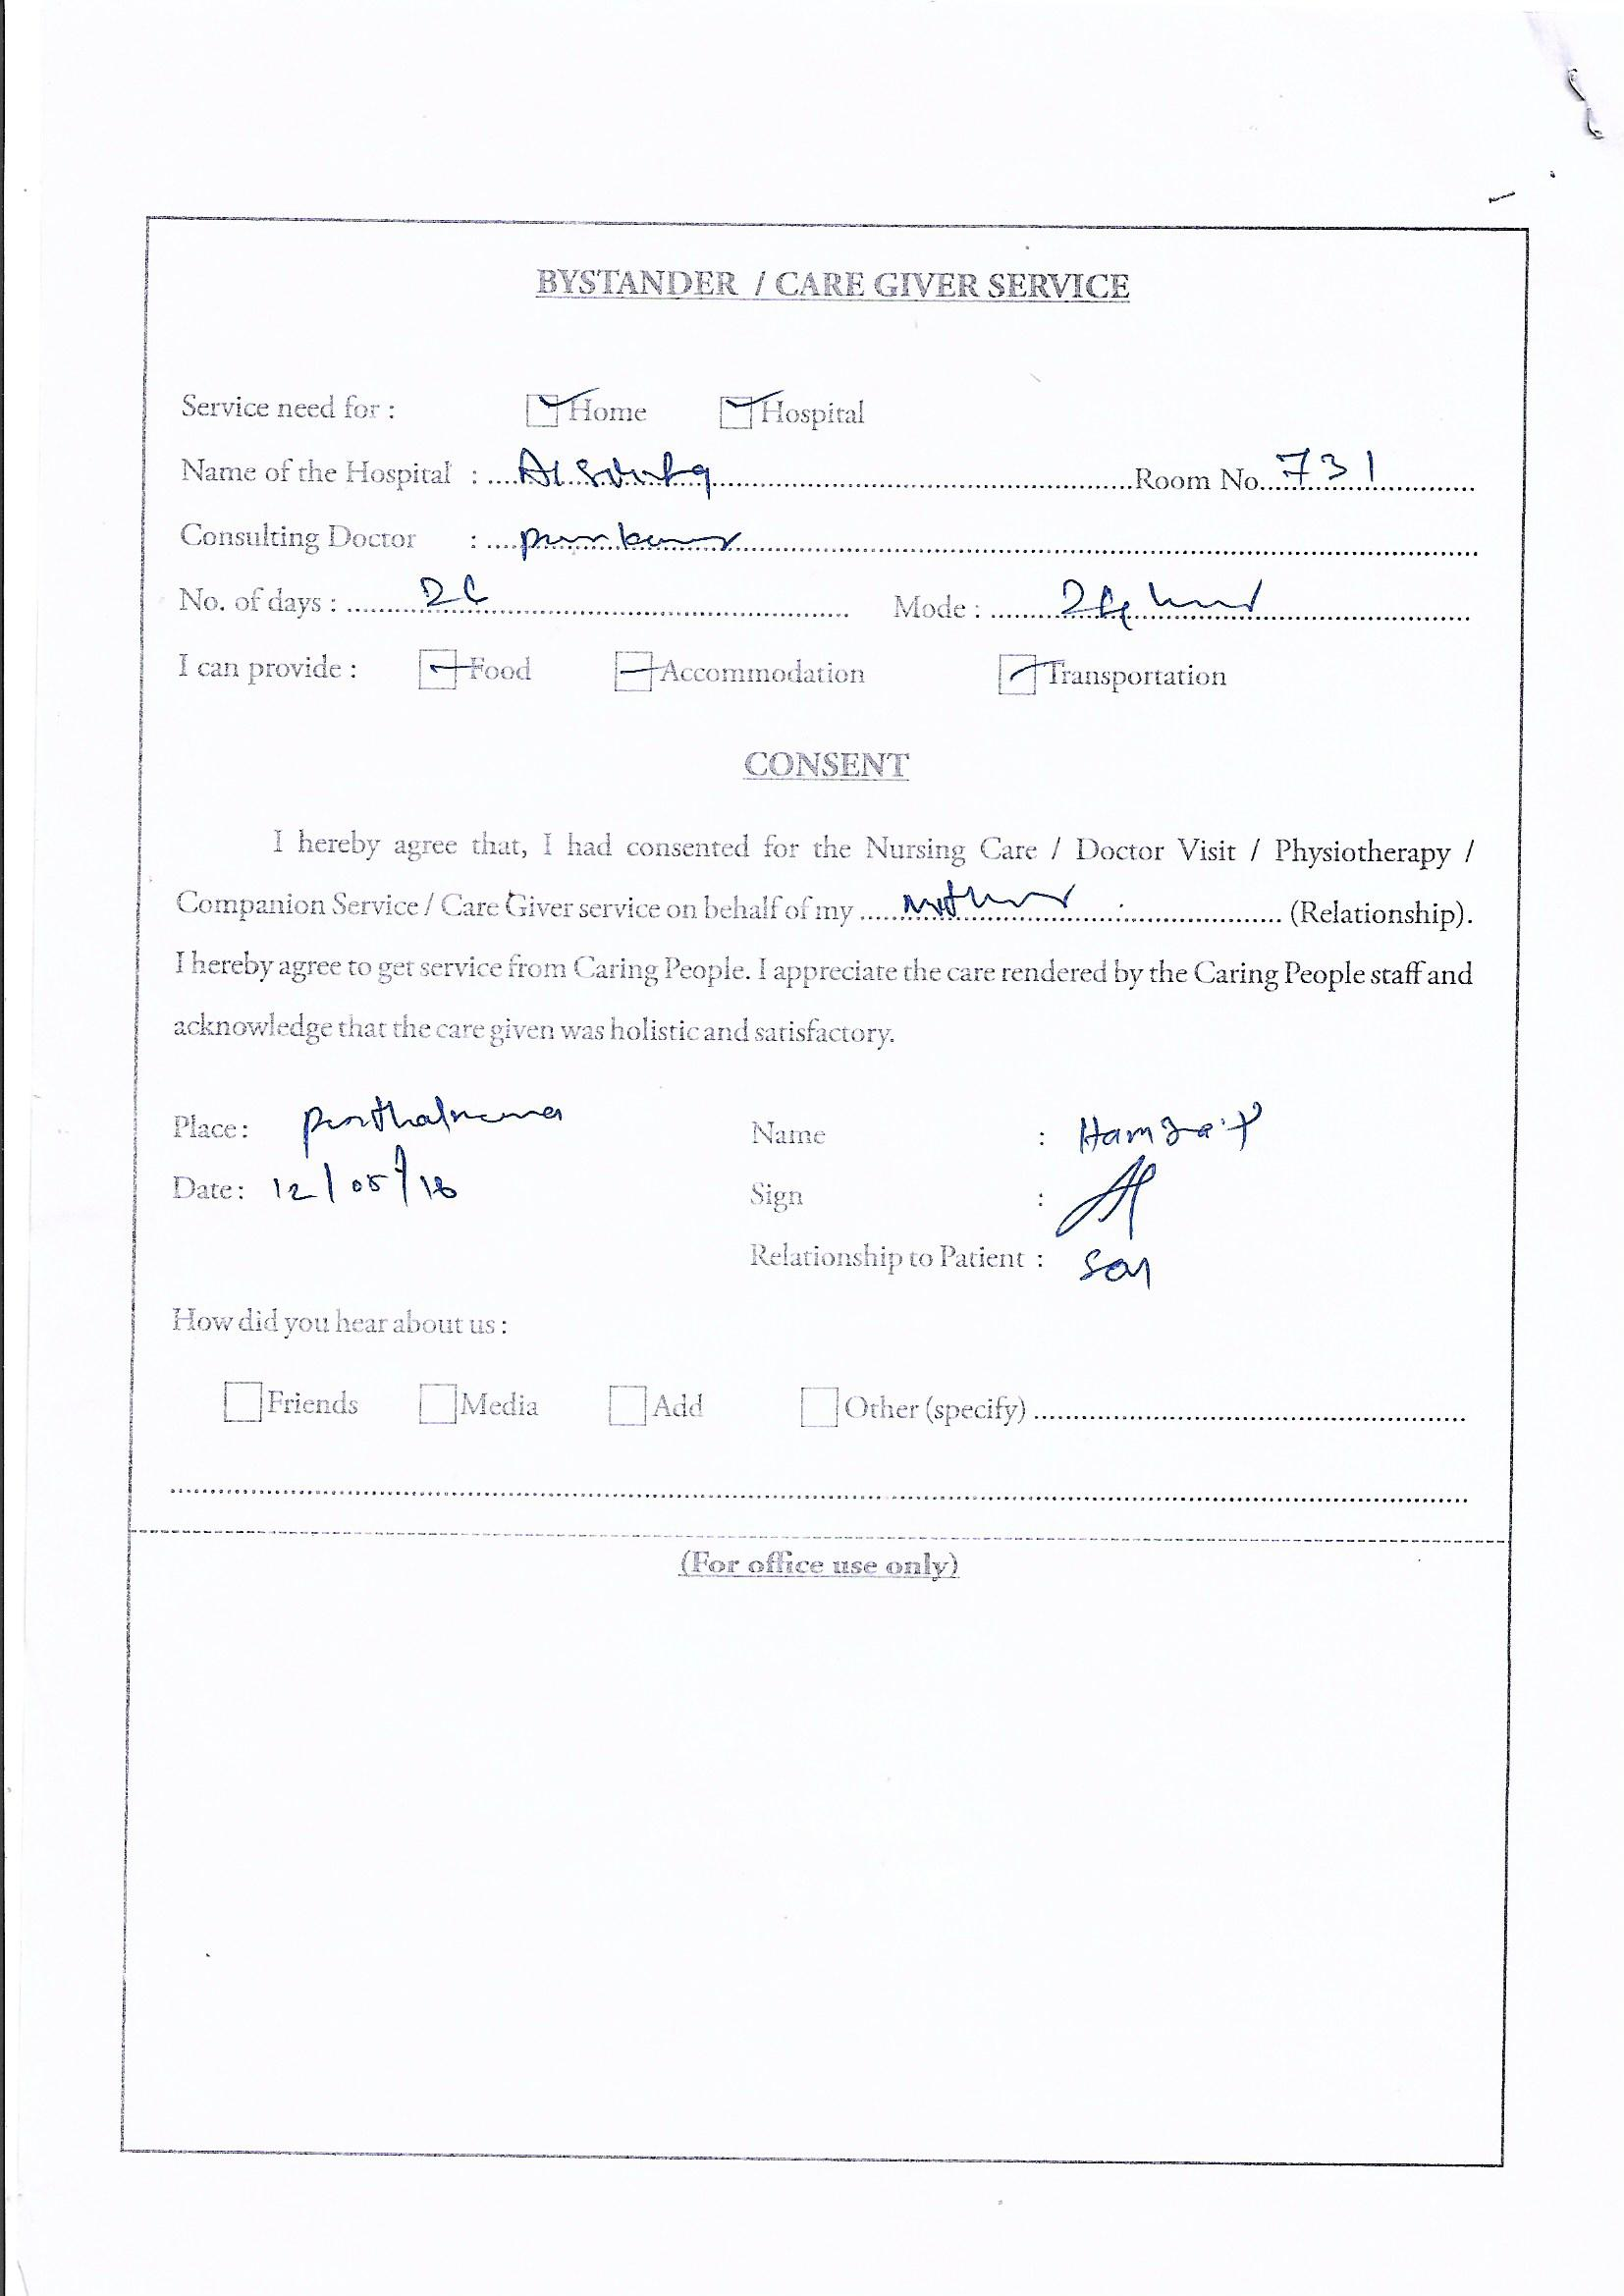 BYSTANDER / CARE GIVER SERVICE
Service need for : Home Hospital
Name of the Hospital : Al Room No. 731
Consulting Doctor :
No. of days : Mode :
I can provide : Food Accommodation Transportation
CONSENT
I hereby agree that, I had consented for the Nursing Care / Doctor Visit / Physiotherapy /
Companion Service / Care Giver service on behalf of my mother (Relationship).
I hereby agree to get service from Caring People. I appreciate the care rendered by the Caring People staff and
acknowledge that the care given was holistic and satisfactory.
Place : Name :
Date : 12/05/18 Sign :
Relationship to Patient : Son
How did you hear about us :
Friends Media Add Other (specify)
(For office use only)